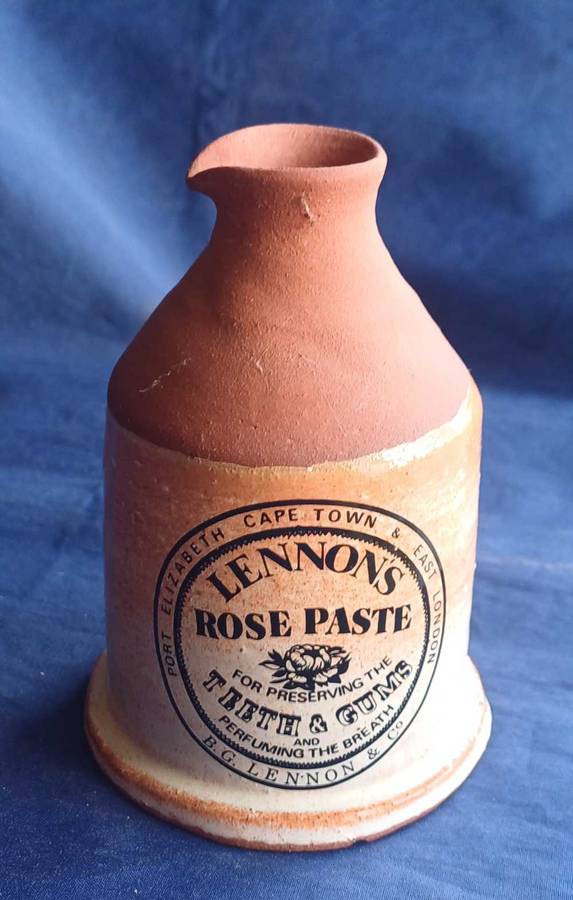 PORT ELIZABETH CAPE TOWN & EAST LONDON
LENNONS
ROSE PASTE
FOR PRESERVING THE
TEETH & GUMS
AND
PERFUMING THE BREATH
B.G. LENNON & Co